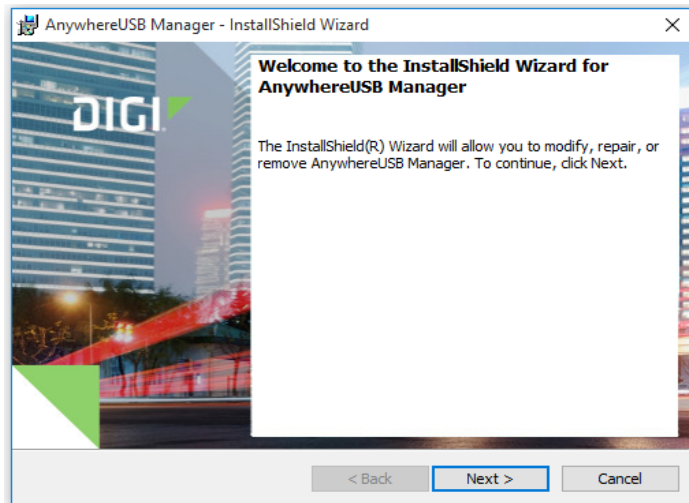 AnywhereUSB Manager - InstallShield Wizard
DIGI
Welcome to the InstallShield Wizard for
AnywhereUSB Manager
The InstallShield(R) Wizard will allow you to modify, repair, or
remove AnywhereUSB Manager. To continue, click Next.
< Back
Next >
Cancel